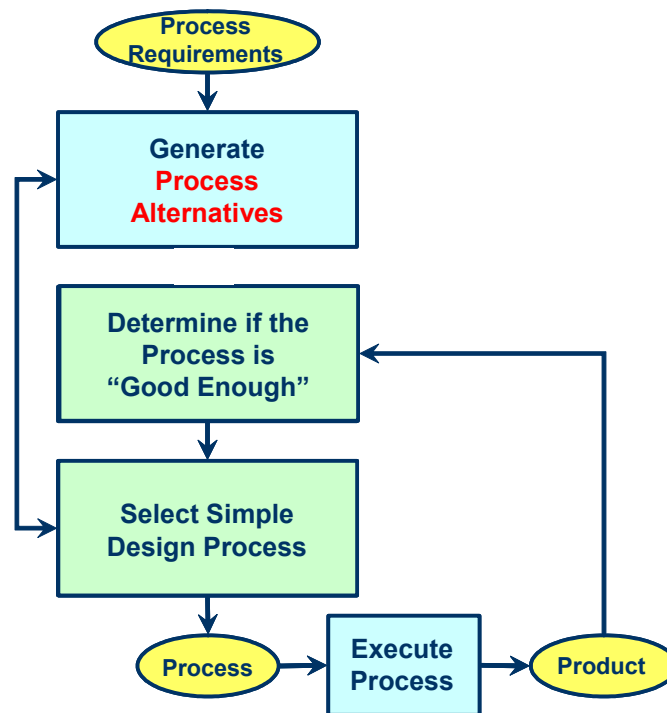 Process
Requirements
Generate
Process
Alternatives
Determine if the
Process is
“Good Enough”
Select Simple
Design Process
Process
Execute
Process
Product